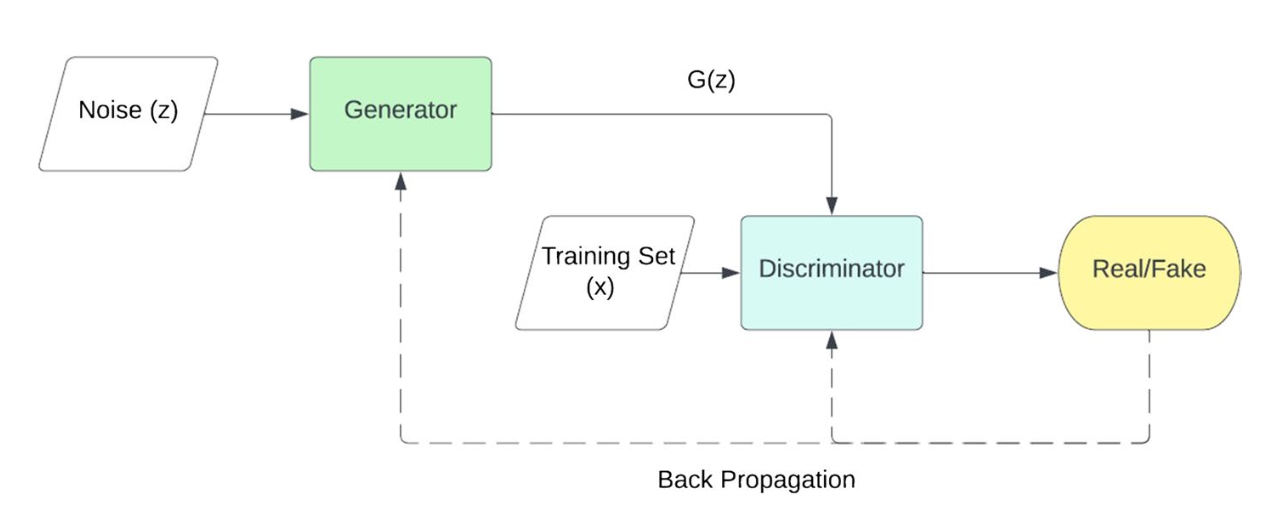 Noise (z)
Generator
G(z)
Training Set
(x)
Discriminator
Real/Fake
Back Propagation